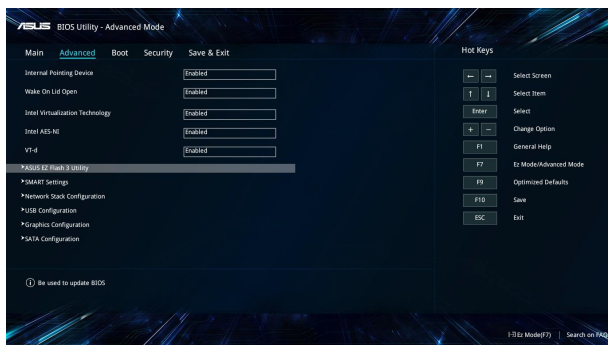 ASUS BIOS Utility - Advanced Mode
Main Advanced Boot Security Save & Exit
Hot Keys
Internal Pointing Device Enabled
Wake On Lid Open Enabled
Intel Virtualization Technology Enabled
Intel AES-NI Enabled
VT-d Enabled
ASUS EZ Flash 3 Utility
SMART Settings
Network Stack Configuration
USB Configuration
Graphics Configuration
SATA Configuration
← → Select Screen
↑ ↓ Select Item
Enter Select
+ - Change Option
F1 General Help
F7 Ez Mode/Advanced Mode
F9 Optimized Defaults
F10 Save
ESC Exit
Be used to update BIOS
Ez Mode(F7) | Search on FAQ